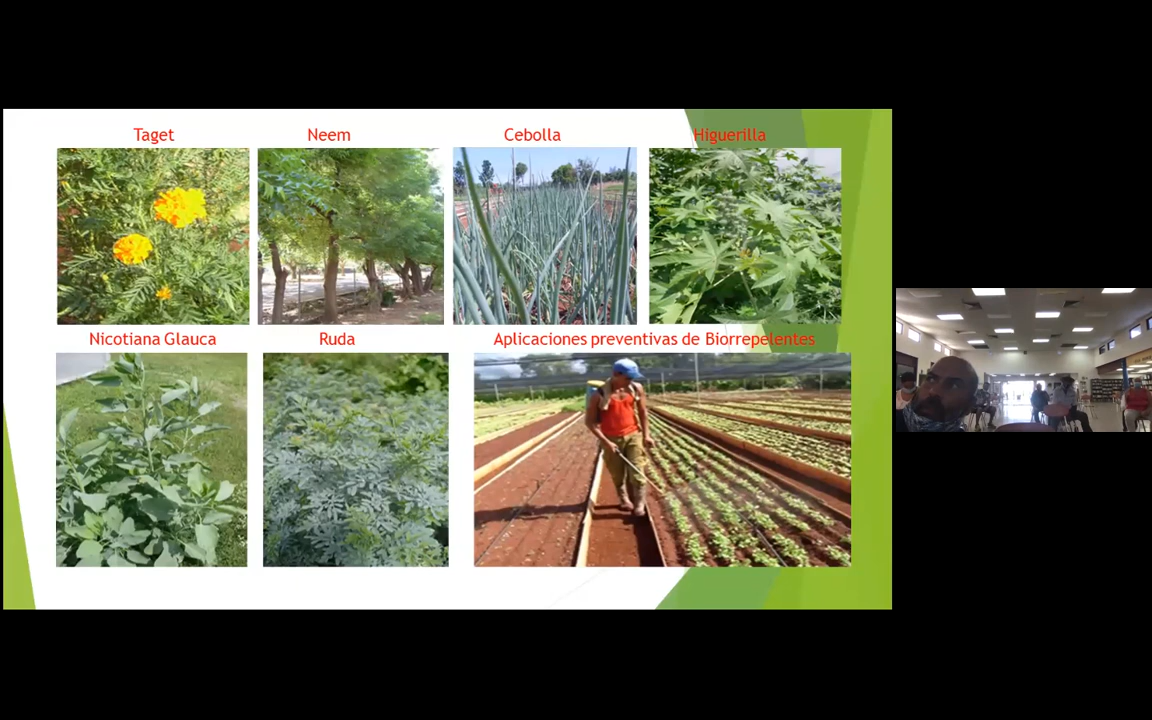 Taget
Neem
Cebolla
Higuerilla
Nicotiana Glauca
Ruda
Aplicaciones preventivas de Biorrepelentes